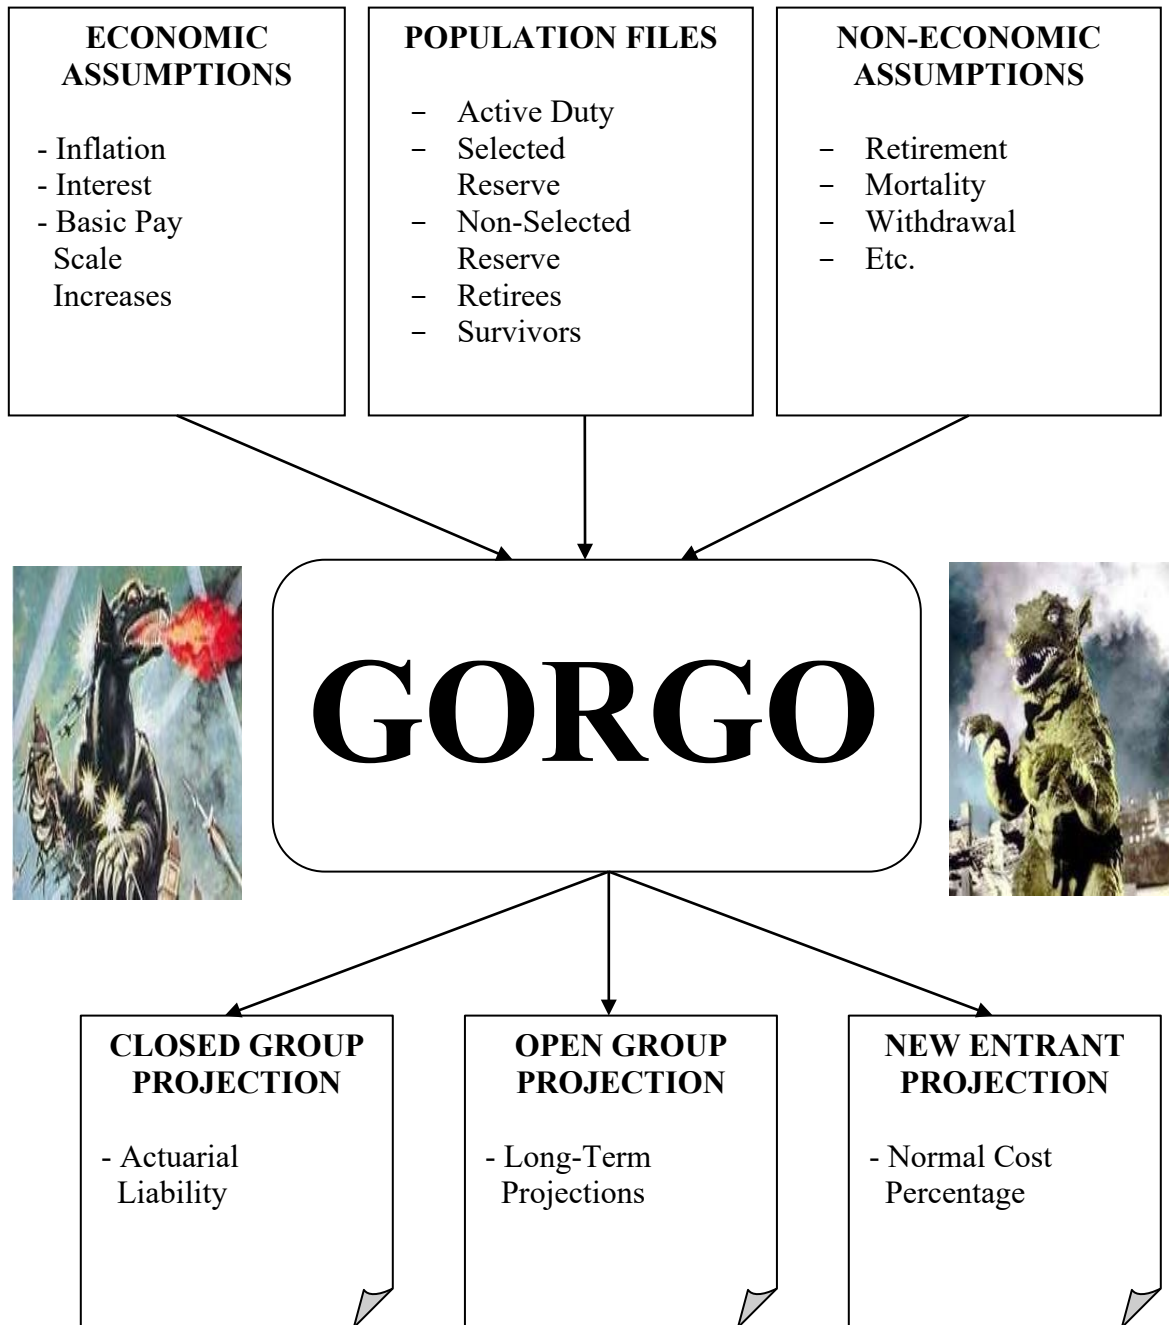 ECONOMIC
ASSUMPTIONS
- Inflation
- Interest
- Basic Pay
Scale
Increases
POPULATION FILES
- Active Duty
- Selected
Reserve
- Non-Selected
Reserve
- Retirees
- Survivors
NON-ECONOMIC
ASSUMPTIONS
- Retirement
- Mortality
- Withdrawal
- Etc.
GORGO
CLOSED GROUP
PROJECTION
- Actuarial
Liability
OPEN GROUP
PROJECTION
- Long-Term
Projections
NEW ENTRANT
PROJECTION
- Normal Cost
Percentage